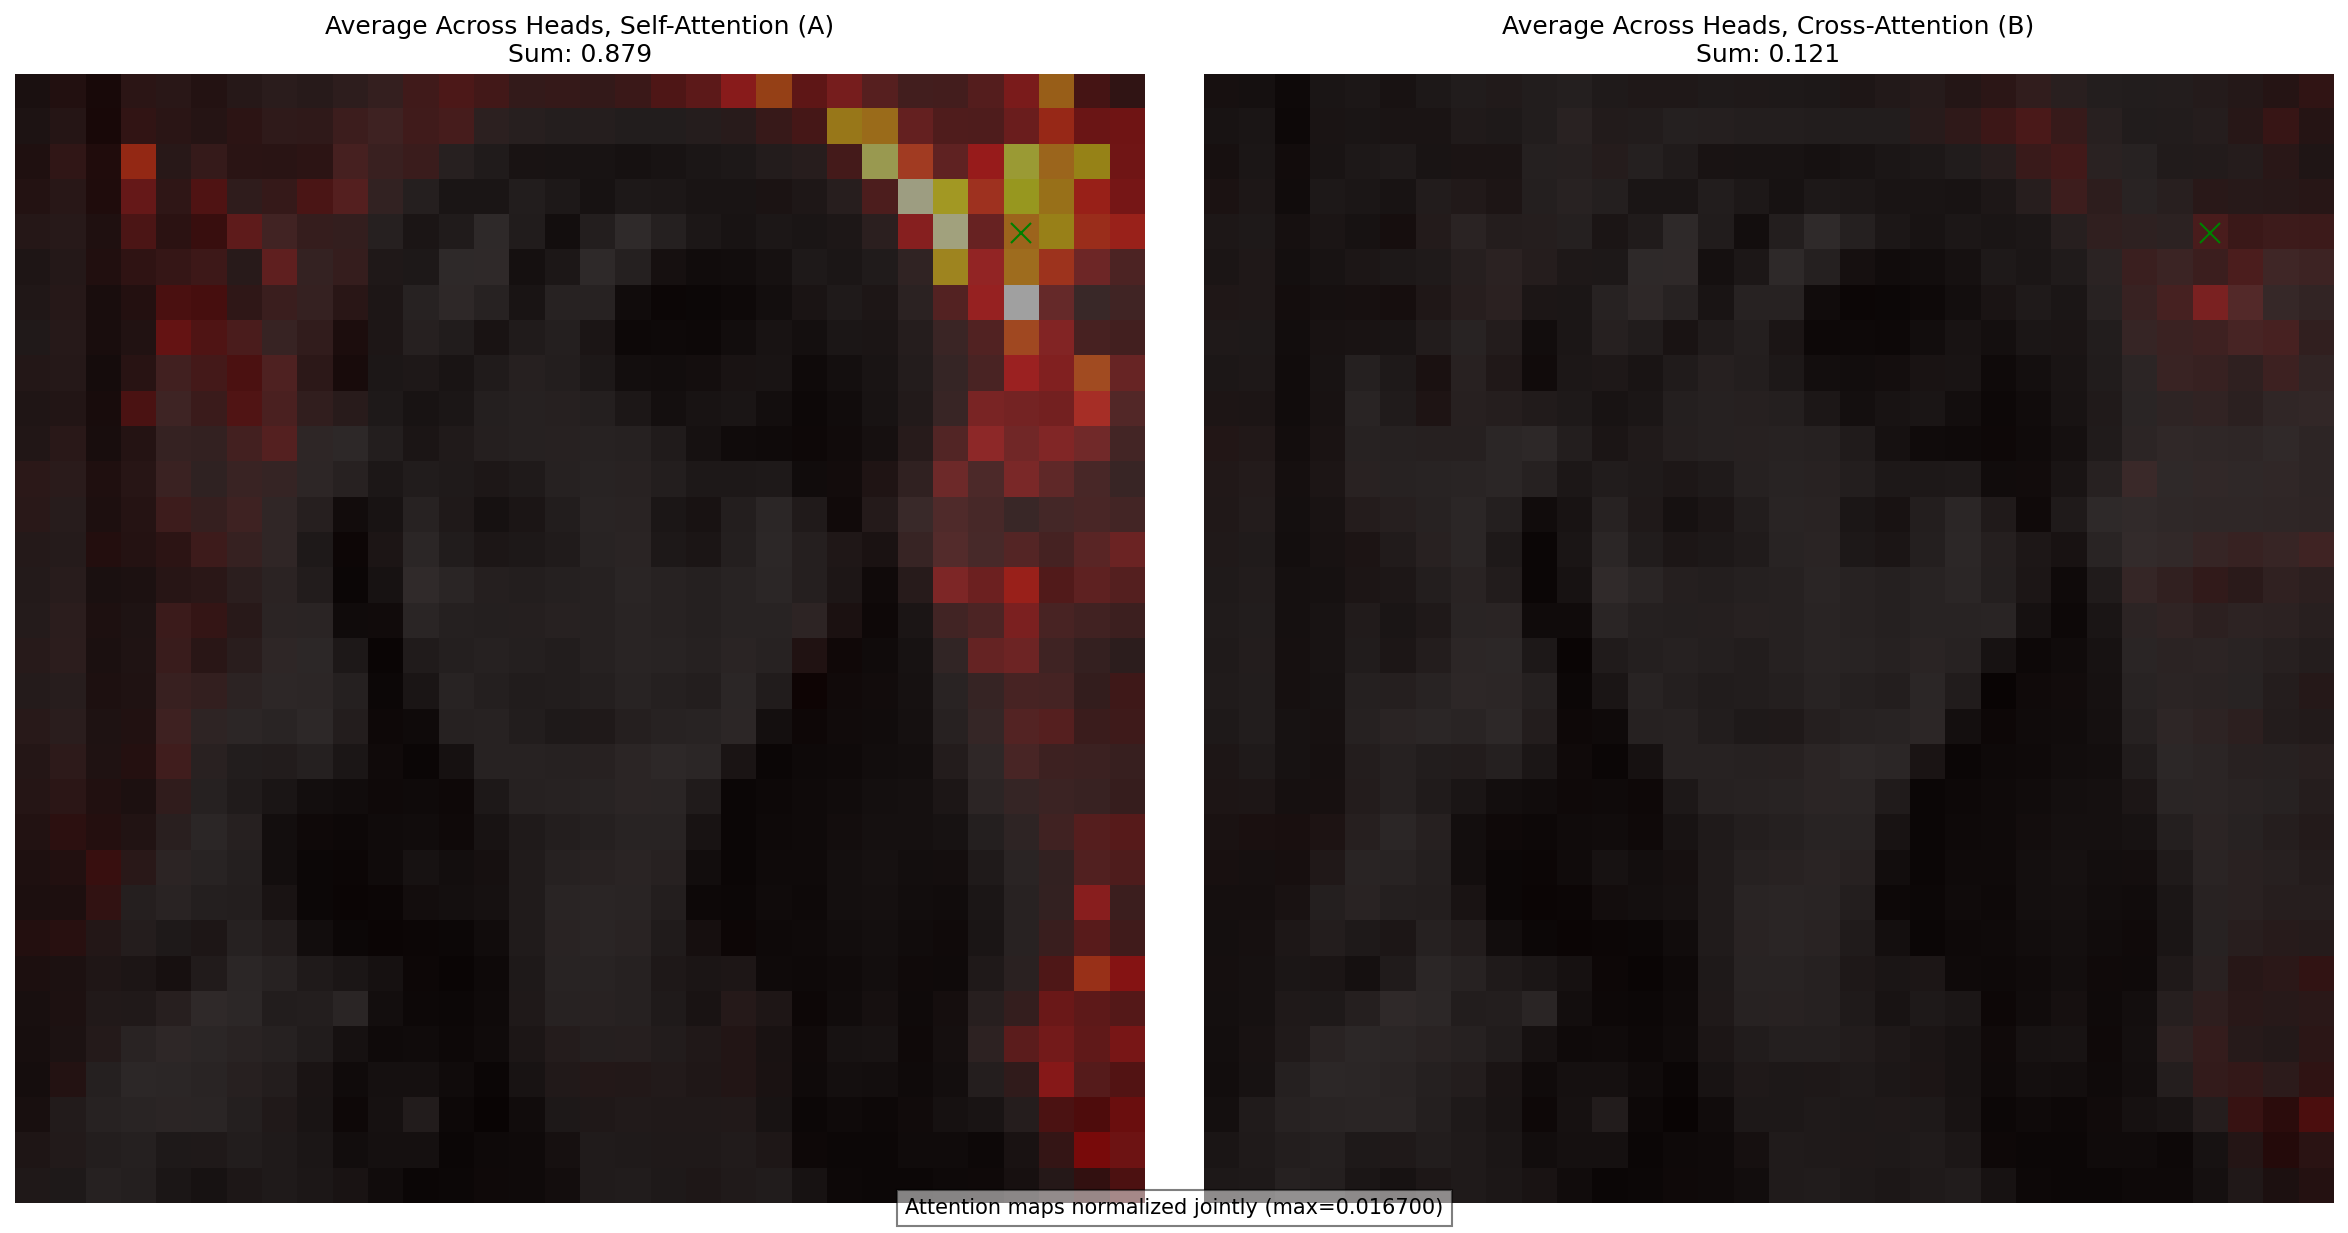 Average Across Heads, Self-Attention (A)
Sum: 0.879
Average Across Heads, Cross-Attention (B)
Sum: 0.121
Attention maps normalized jointly (max=0.016700)